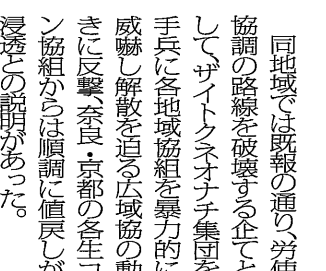 同地域では既報の通り、労使
協調の路線を破壊する企てと
して、ザイトクネオナチ集団を
手兵に各地域協組を暴力的に
威嚇し解散を迫る広域協の動
きに反撃、奈良・京都の各生コ
ン協組からは順調に値戻しが
浸透との説明があった。